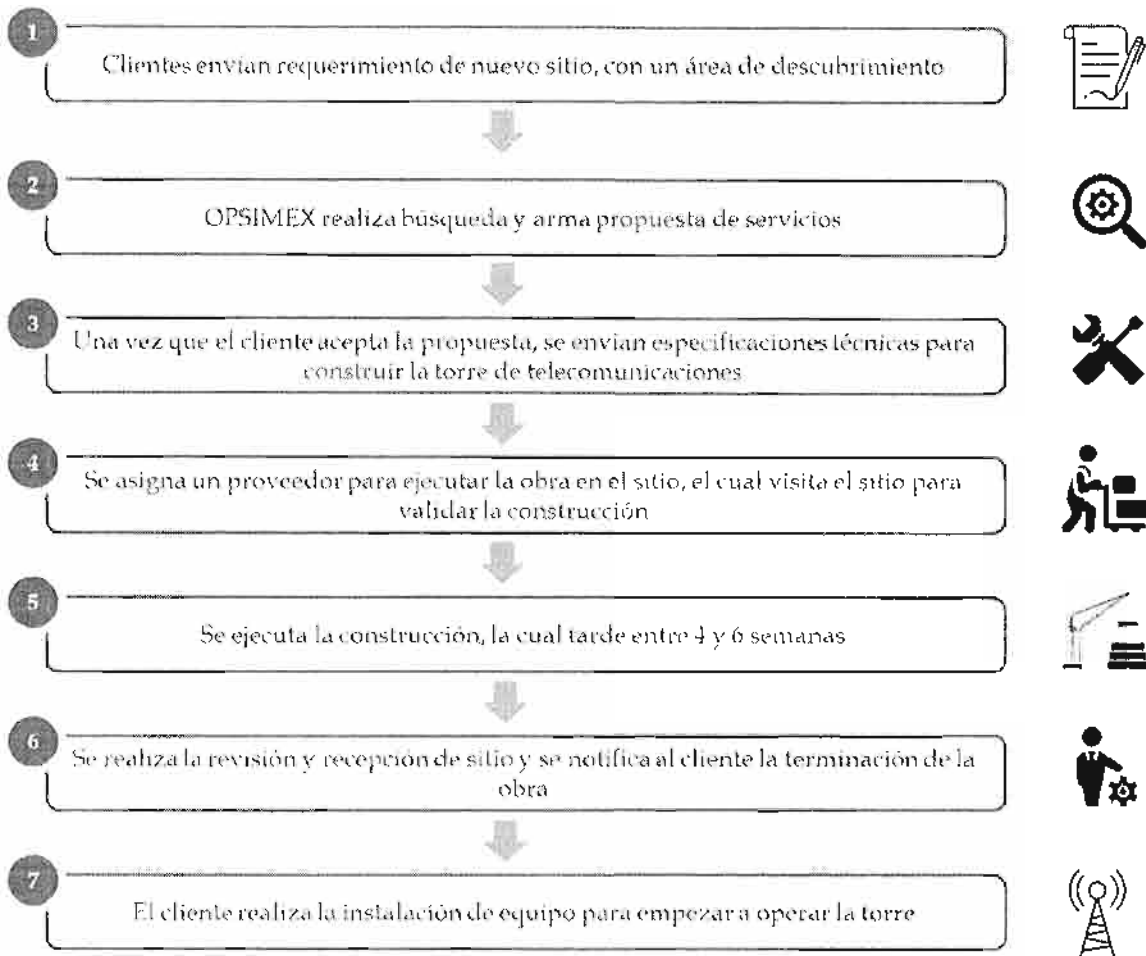 1
Clientes envían requerimiento de nuevo sitio, con un área de descubrimiento
2
OPSIMEX realiza búsqueda y arma propuesta de servicios
3
Una vez que el cliente acepta la propuesta, se envían especificaciones técnicas para
construir la torre de telecomunicaciones
4
Se asigna un proveedor para ejecutar la obra en el sitio, el cual visita el sitio para
validar la construcción
5
Se ejecuta la construcción, la cual tarde entre 4 y 6 semanas
6
Se realiza la revisión y recepción de sitio y se notifica al cliente la terminación de la
obra
7
El cliente realiza la instalación de equipo para empezar a operar la torre